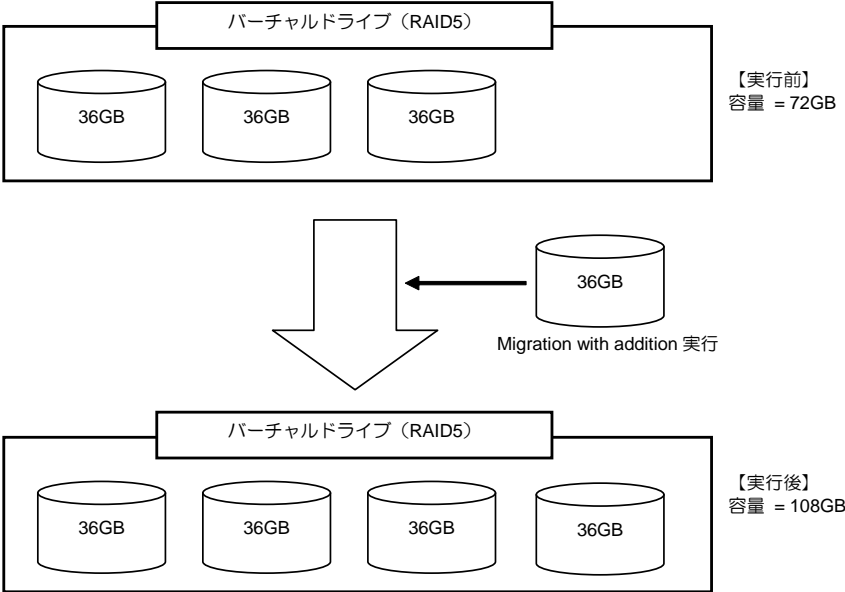 バーチャルドライブ（RAID5）
36GB
36GB
36GB
【実行前】
容量 = 72GB
36GB
Migration with addition 実行
バーチャルドライブ（RAID5）
36GB
36GB
36GB
36GB
【実行後】
容量 = 108GB